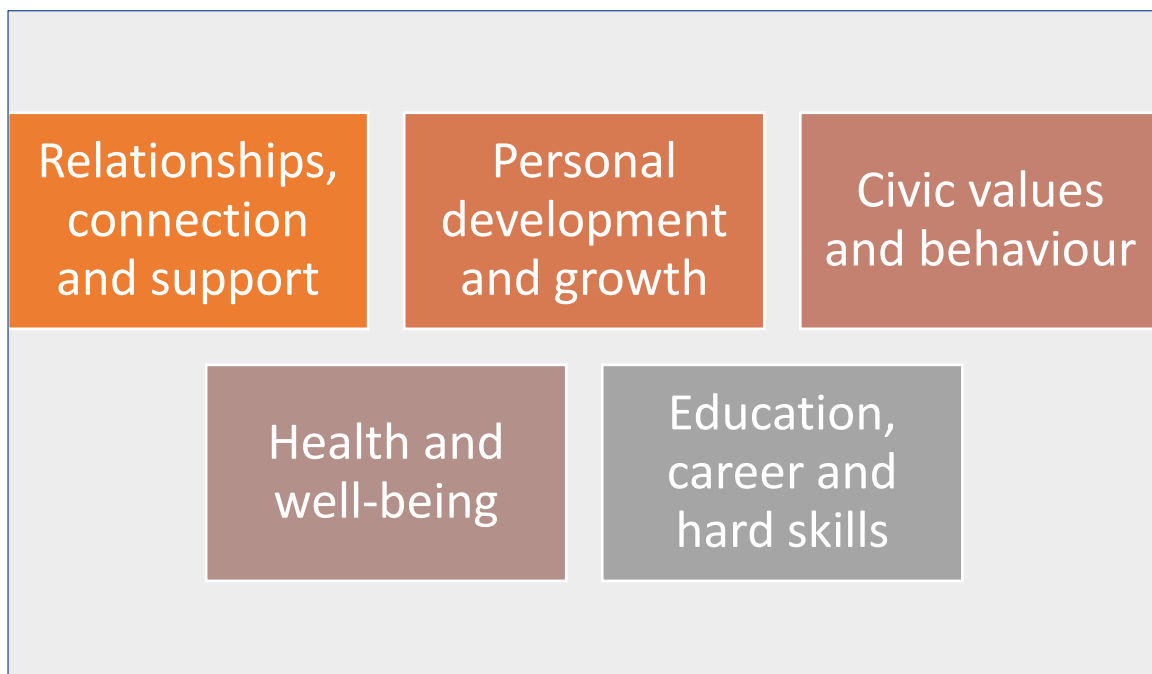 Relationships,
connection
and support
Personal
development
and growth
Civic values
and behaviour
Health and
well-being
Education,
career and
hard skills